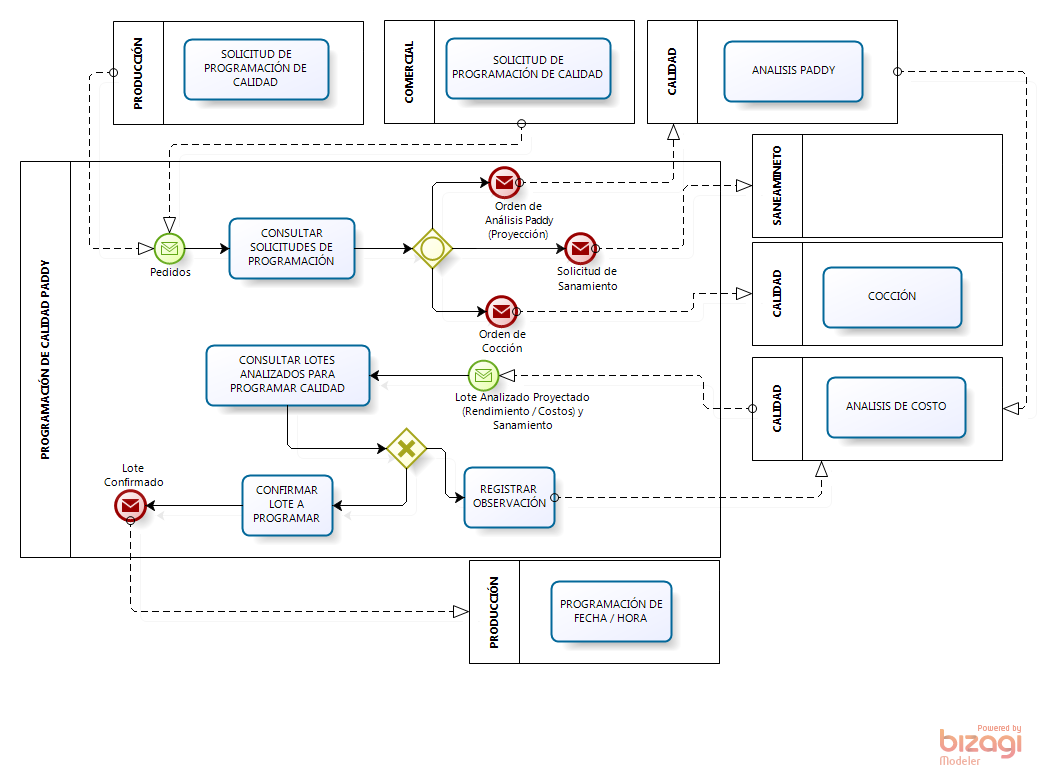 PRODUCCIÓN
SOLICITUD DE
PROGRAMACIÓN DE
CALIDAD
COMERCIAL
SOLICITUD DE
PROGRAMACIÓN DE CALIDAD
CALIDAD
ANALISIS PADDY
SANEAMINETO
PROGRAMACIÓN DE CALIDAD PADDY
Pedidos
CONSULTAR
SOLICITUDES DE
PROGRAMACIÓN
Orden de
Análisis Paddy
(Proyección)
Solicitud de
Sanamiento
Orden de
Cocción
CALIDAD
COCCIÓN
CONSULTAR LOTES
ANALIZADOS PARA
PROGRAMAR CALIDAD
Lote Analizado Proyectado
(Rendimiento / Costos) y
Sanamiento
CALIDAD
ANALISIS DE COSTO
Lote
Confirmado
CONFIRMAR
LOTE A
PROGRAMAR
REGISTRAR
OBSERVACIÓN
PRODUCCIÓN
PROGRAMACIÓN DE
FECHA / HORA
Powered by
bizagi
Modeler